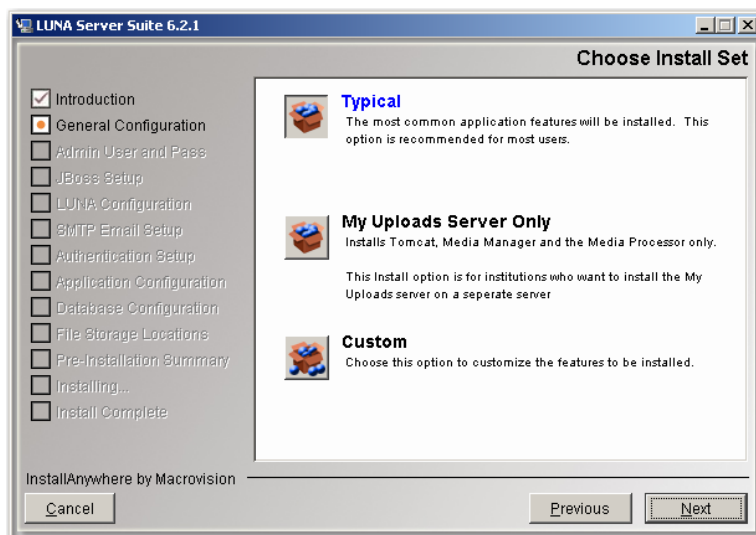 LUNA Server Suite 6.2.1
Choose Install Set
Introduction
General Configuration
Admin User and Pass
JBoss Setup
LUNA Configuration
SMTP Email Setup
Authentication Setup
Application Configuration
Database Configuration
File Storage Locations
Pre-Installation Summary
Installing...
Install Complete
Typical
The most common application features will be installed. This
option is recommended for most users.
My Uploads Server Only
Installs Tomcat, Media Manager and the Media Processor only.
This Install option is for institutions who want to install the My
Uploads server on a seperate server
Custom
Choose this option to customize the features to be installed.
InstallAnywhere by Macrovision
Cancel
Previous
Next